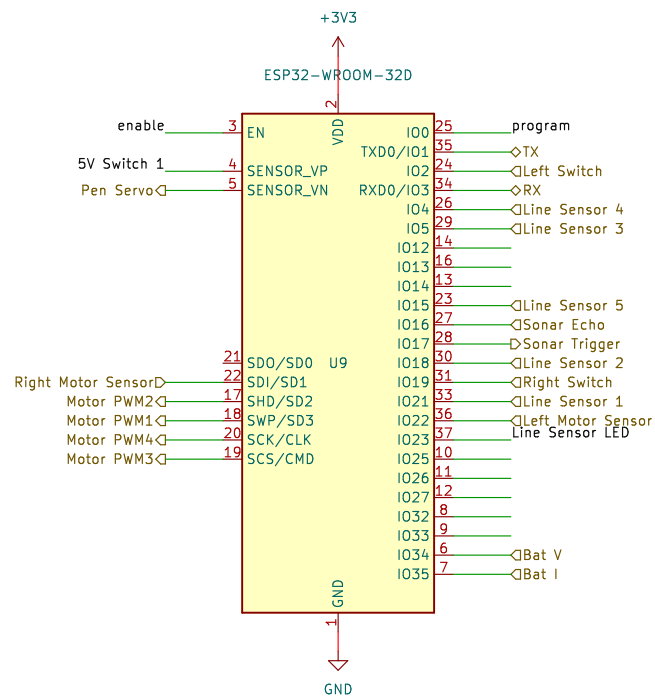 +3V3
ESP32-WROOM-32D
2
VDD
enable 3 EN
5V Switch 1 4 SENSOR_VP
Pen Servo 5 SENSOR_VN
21 SDO/SD0
Right Motor Sensor 22 SDI/SD1
Motor PWM2 17 SHD/SD2
Motor PWM1 18 SWP/SD3
Motor PWM4 20 SCK/CLK
Motor PWM3 19 SCS/CMD
U9
IO0 25 program
TXD0/IO1 35 TX
IO2 24 Left Switch
RXD0/IO3 34 RX
IO4 26 Line Sensor 4
IO5 29 Line Sensor 3
IO12 14
IO13 16
IO14 13
IO15 23 Line Sensor 5
IO16 27 Sonar Echo
IO17 28 Sonar Trigger
IO18 30 Line Sensor 2
IO19 31 Right Switch
IO21 33 Line Sensor 1
IO22 36 Left Motor Sensor
IO23 37 Line Sensor LED
IO25 10
IO26 11
IO27 12
IO32 8
IO33 9
IO34 6 Bat V
IO35 7 Bat I
GND
1
GND